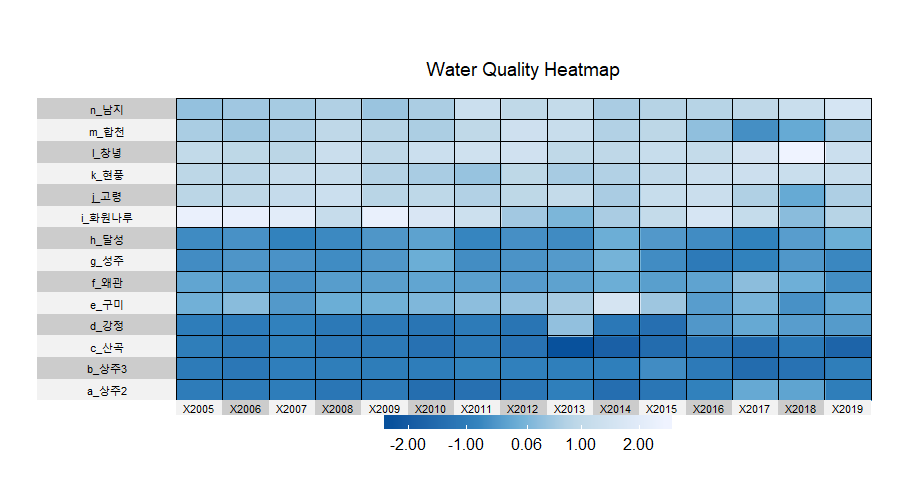 Water Quality Heatmap
n_남지
m_합천
l_창녕
k_현풍
j_고령
i_화원나루
h_달성
g_성주
f_왜관
e_구미
d_강정
c_산곡
b_상주3
a_상주2
X2005 X2006 X2007 X2008 X2009 X2010 X2011 X2012 X2013 X2014 X2015 X2016 X2017 X2018 X2019
-2.00 -1.00 0.06 1.00 2.00